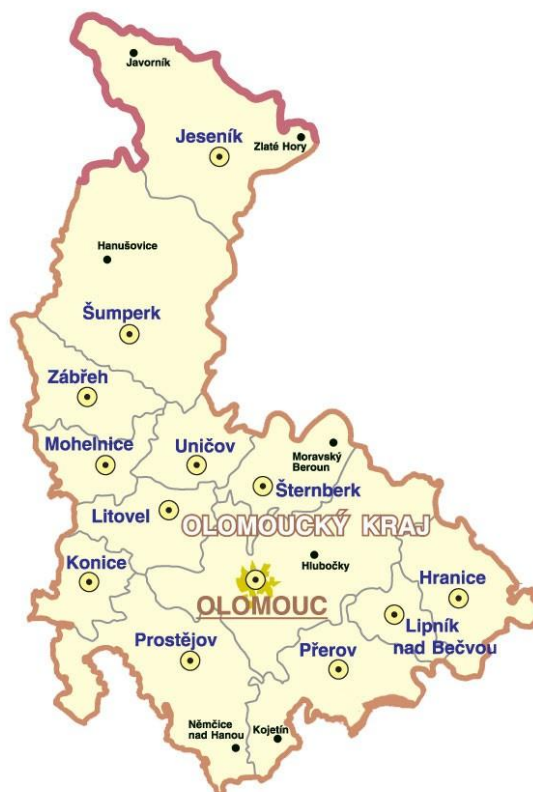 Javorník
Jeseník
Zlaté Hory
Hanušovice
Šumperk
Zábřeh
Mohelnice
Uničov
Moravský
Beroun
Šternberk
Litovel
OLOMOUCKÝ KRAJ
Konice
Hlubočky
Hranice
OLOMOUC
Lipník
nad Bečvou
Prostějov
Přerov
Němčice
nad Hanou
Kojetín